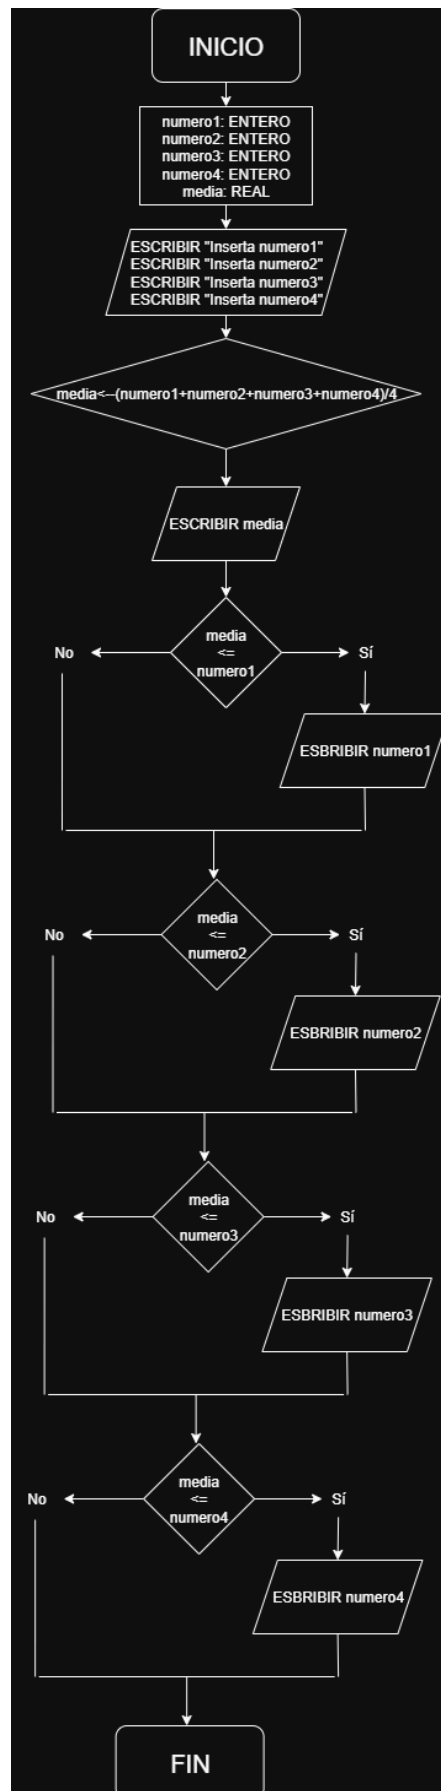 INICIO
numero1: ENTERO
numero2: ENTERO
numero3: ENTERO
numero4: ENTERO
media: REAL
ESCRIBIR "Inserta numero1"
ESCRIBIR "Inserta numero2"
ESCRIBIR "Inserta numero3"
ESCRIBIR "Inserta numero4"
media<--(numero1+numero2+numero3+numero4)/4
ESCRIBIR media
media
<=
numero1
No
Sí
ESBRIBIR numero1
media
<=
numero2
No
Sí
ESBRIBIR numero2
media
<=
numero3
No
Sí
ESBRIBIR numero3
media
<=
numero4
No
Sí
ESBRIBIR numero4
FIN